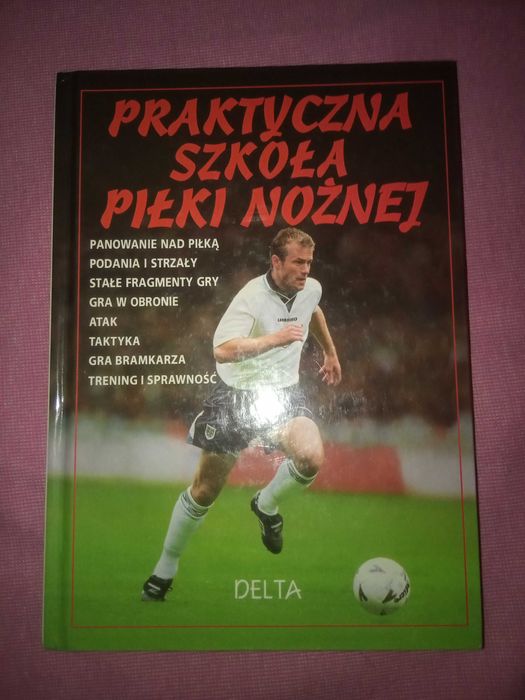 PRAKTYCZNA
SZKOŁA
PIŁKI NOŻNEJ
PANOWANIE NAD PIŁKĄ
PODANIA I STRZAŁY
STAŁE FRAGMENTY GRY
GRA W OBRONIE
ATAK
TAKTYKA
GRA BRAMKARZA
TRENING I SPRAWNOŚĆ
UMBRO
DELTA